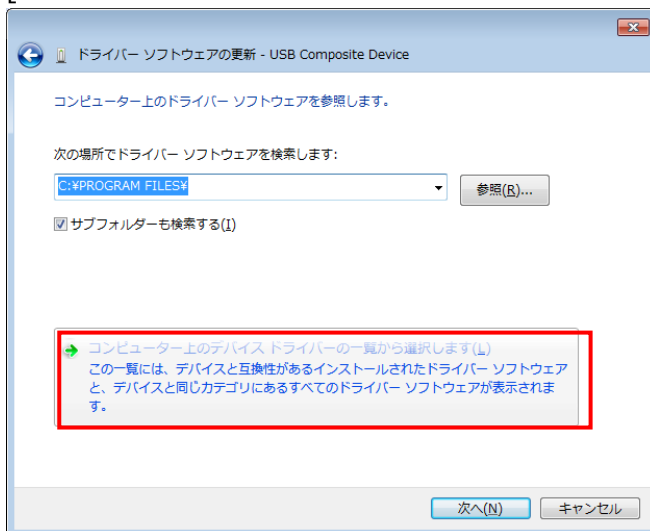 ドライバー ソフトウェアの更新 - USB Composite Device
コンピューター上のドライバー ソフトウェアを参照します。
次の場所でドライバー ソフトウェアを検索します:
C:¥PROGRAM FILES¥
参照(R)...
サブフォルダーも検索する(I)
コンピューター上のデバイス ドライバーの一覧から選択します(L)
この一覧には、デバイスと互換性があるインストールされたドライバー ソフトウェア
と、デバイスと同じカテゴリにあるすべてのドライバー ソフトウェアが表示されま
す。
次へ(N)
キャンセル